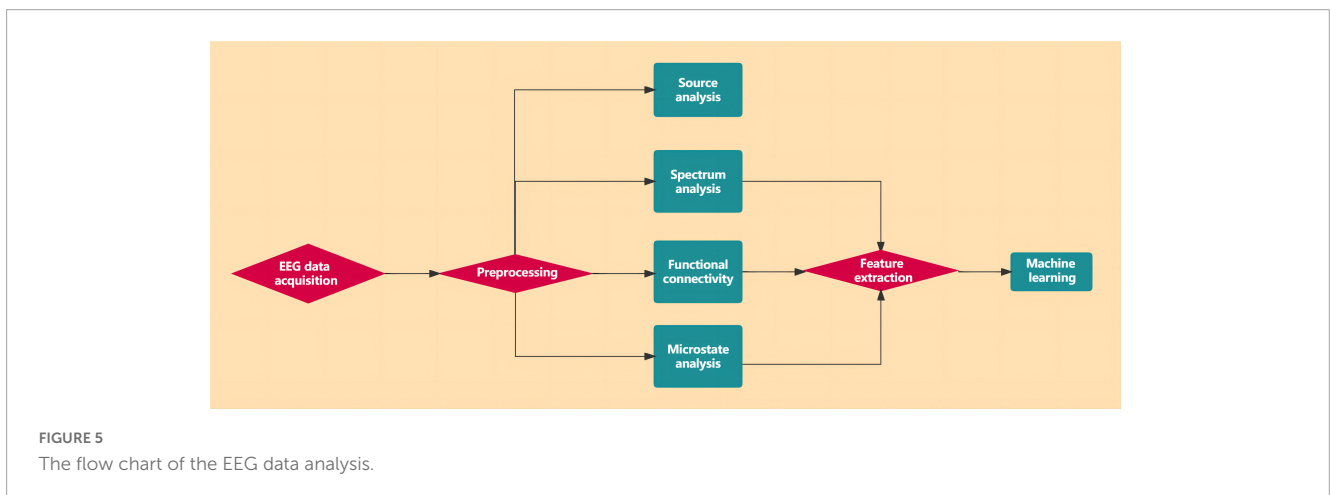 Source
analysis
Spectrum
analysis
EEG data
acquisition
Preprocessing
Functional
connectivity
Feature
extraction
Machine
learning
Microstate
analysis
FIGURE 5
The flow chart of the EEG data analysis.